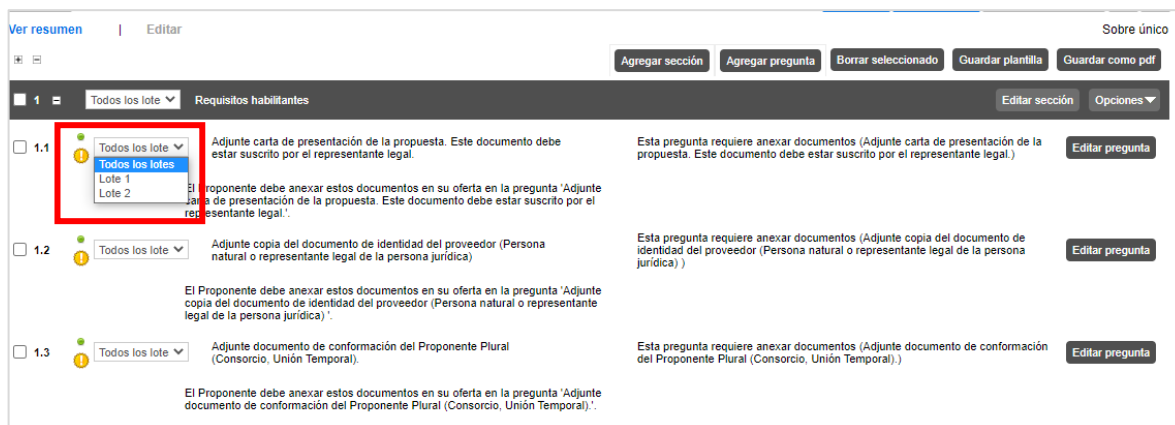 Ver resumen | Editar Sobre único
Agregar sección Agregar pregunta Borrar seleccionado Guardar plantilla Guardar como pdf
1 Todos los lote Requisitos habilitantes Editar sección Opciones
1.1 Todos los lote
Todos los lotes
Lote 1
Lote 2
Adjunte carta de presentación de la propuesta. Este documento debe
estar suscrito por el representante legal.
Esta pregunta requiere anexar documentos (Adjunte carta de presentación de la
propuesta. Este documento debe estar suscrito por el representante legal.)
Editar pregunta
El Proponente debe anexar estos documentos en su oferta en la pregunta 'Adjunte
carta de presentación de la propuesta. Este documento debe estar suscrito por el
representante legal.'.
1.2 Todos los lote
Adjunte copia del documento de identidad del proveedor (Persona
natural o representante legal de la persona jurídica)
Esta pregunta requiere anexar documentos (Adjunte copia del documento de
identidad del proveedor (Persona natural o representante legal de la persona
jurídica) )
Editar pregunta
El Proponente debe anexar estos documentos en su oferta en la pregunta 'Adjunte
copia del documento de identidad del proveedor (Persona natural o representante
legal de la persona jurídica) '.
1.3 Todos los lote
Adjunte documento de conformación del Proponente Plural
(Consorcio, Unión Temporal).
Esta pregunta requiere anexar documentos (Adjunte documento de conformación
del Proponente Plural (Consorcio, Unión Temporal).)
Editar pregunta
El Proponente debe anexar estos documentos en su oferta en la pregunta 'Adjunte
documento de conformación del Proponente Plural (Consorcio, Unión Temporal).'.